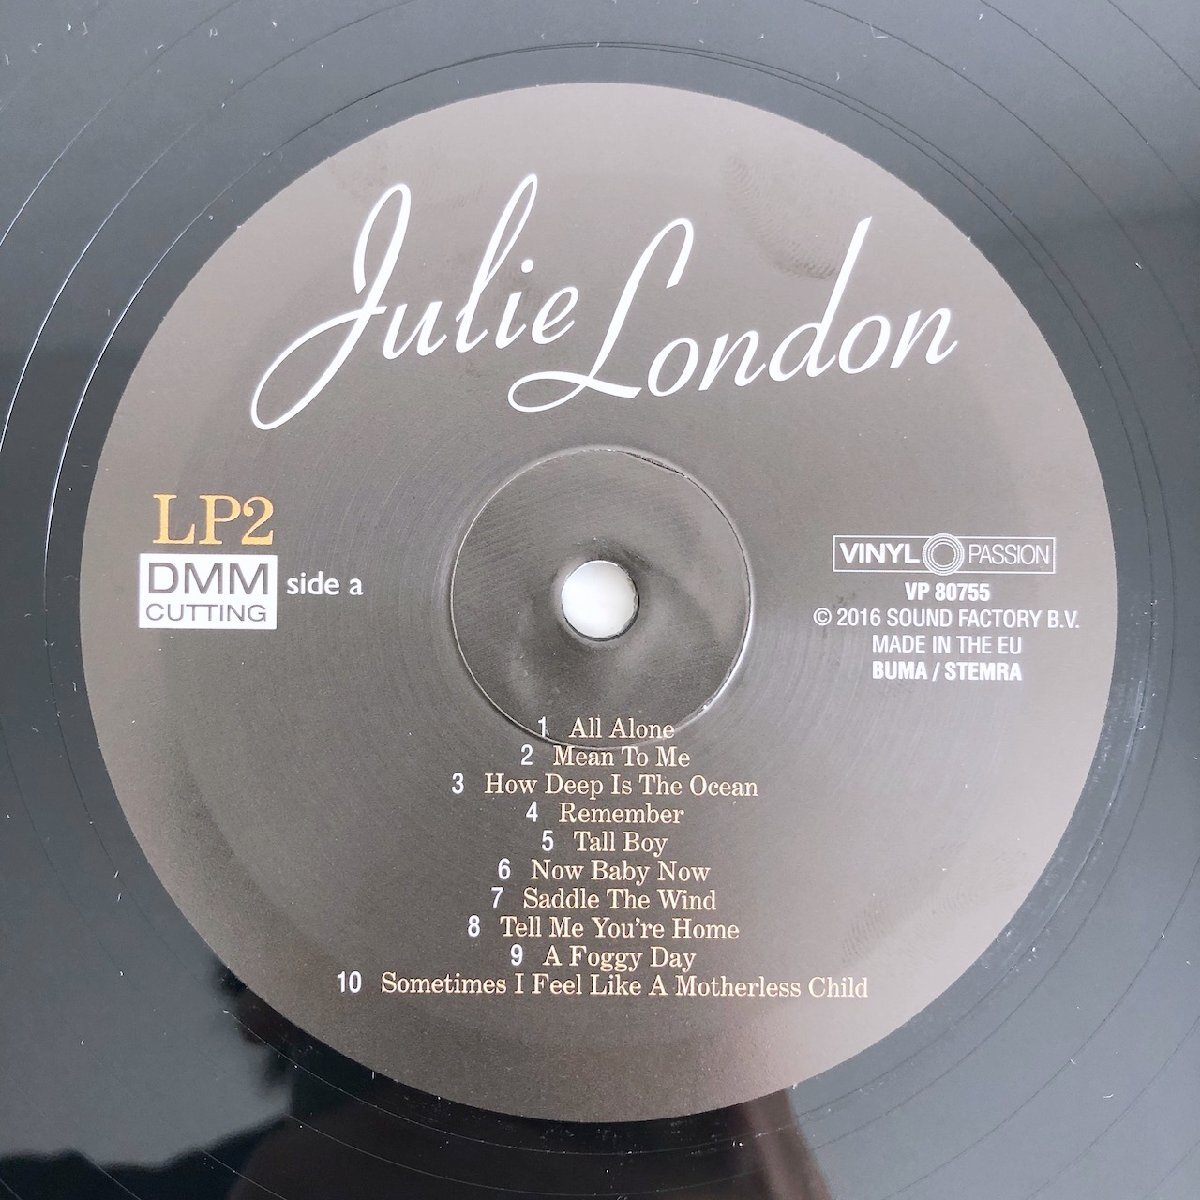 Julie London
LP2
DMM
CUTTING
side a
VINYL PASSION
VP 80755
© 2016 SOUND FACTORY B.V.
MADE IN THE EU
BUMA / STEMRA
1 All Alone
2 Mean To Me
3 How Deep Is The Ocean
4 Remember
5 Tall Boy
6 Now Baby Now
7 Saddle The Wind
8 Tell Me You're Home
9 A Foggy Day
10 Sometimes I Feel Like A Motherless Child